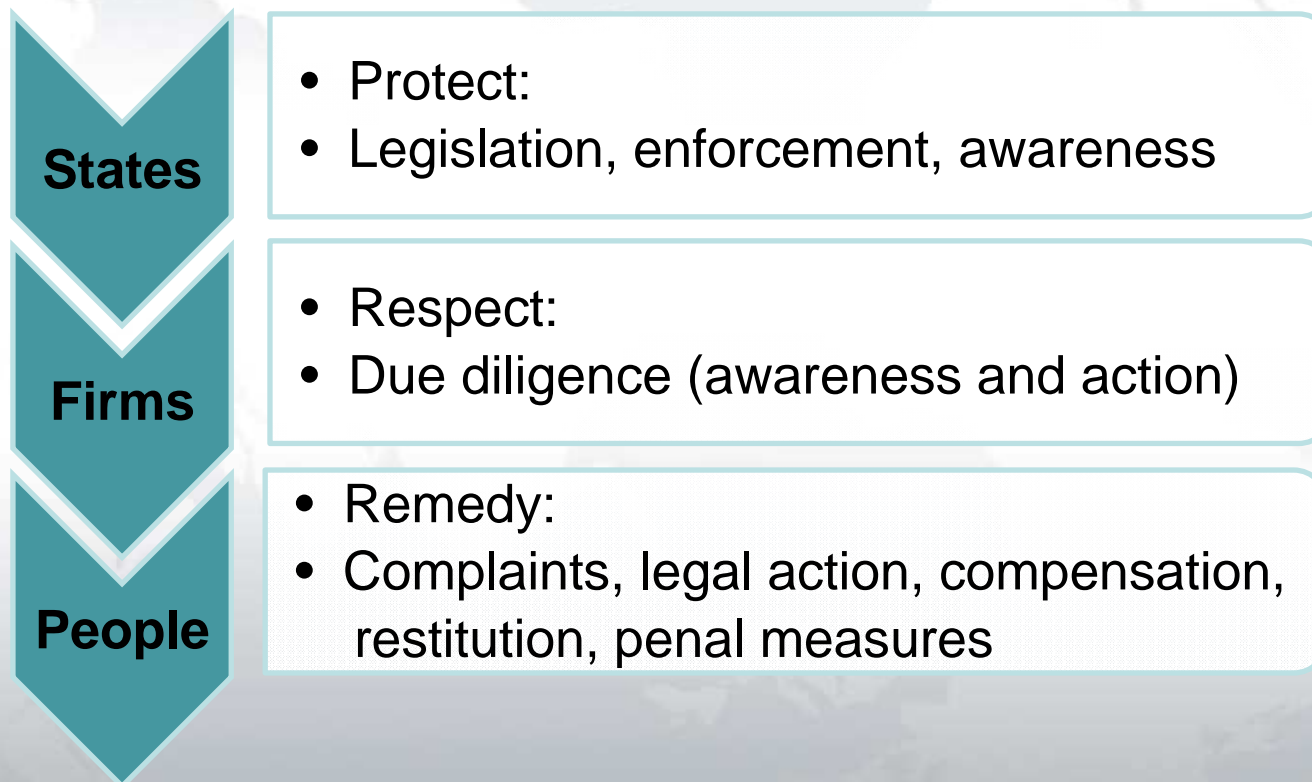 States
• Protect:
• Legislation, enforcement, awareness
Firms
• Respect:
• Due diligence (awareness and action)
People
• Remedy:
• Complaints, legal action, compensation,
restitution, penal measures